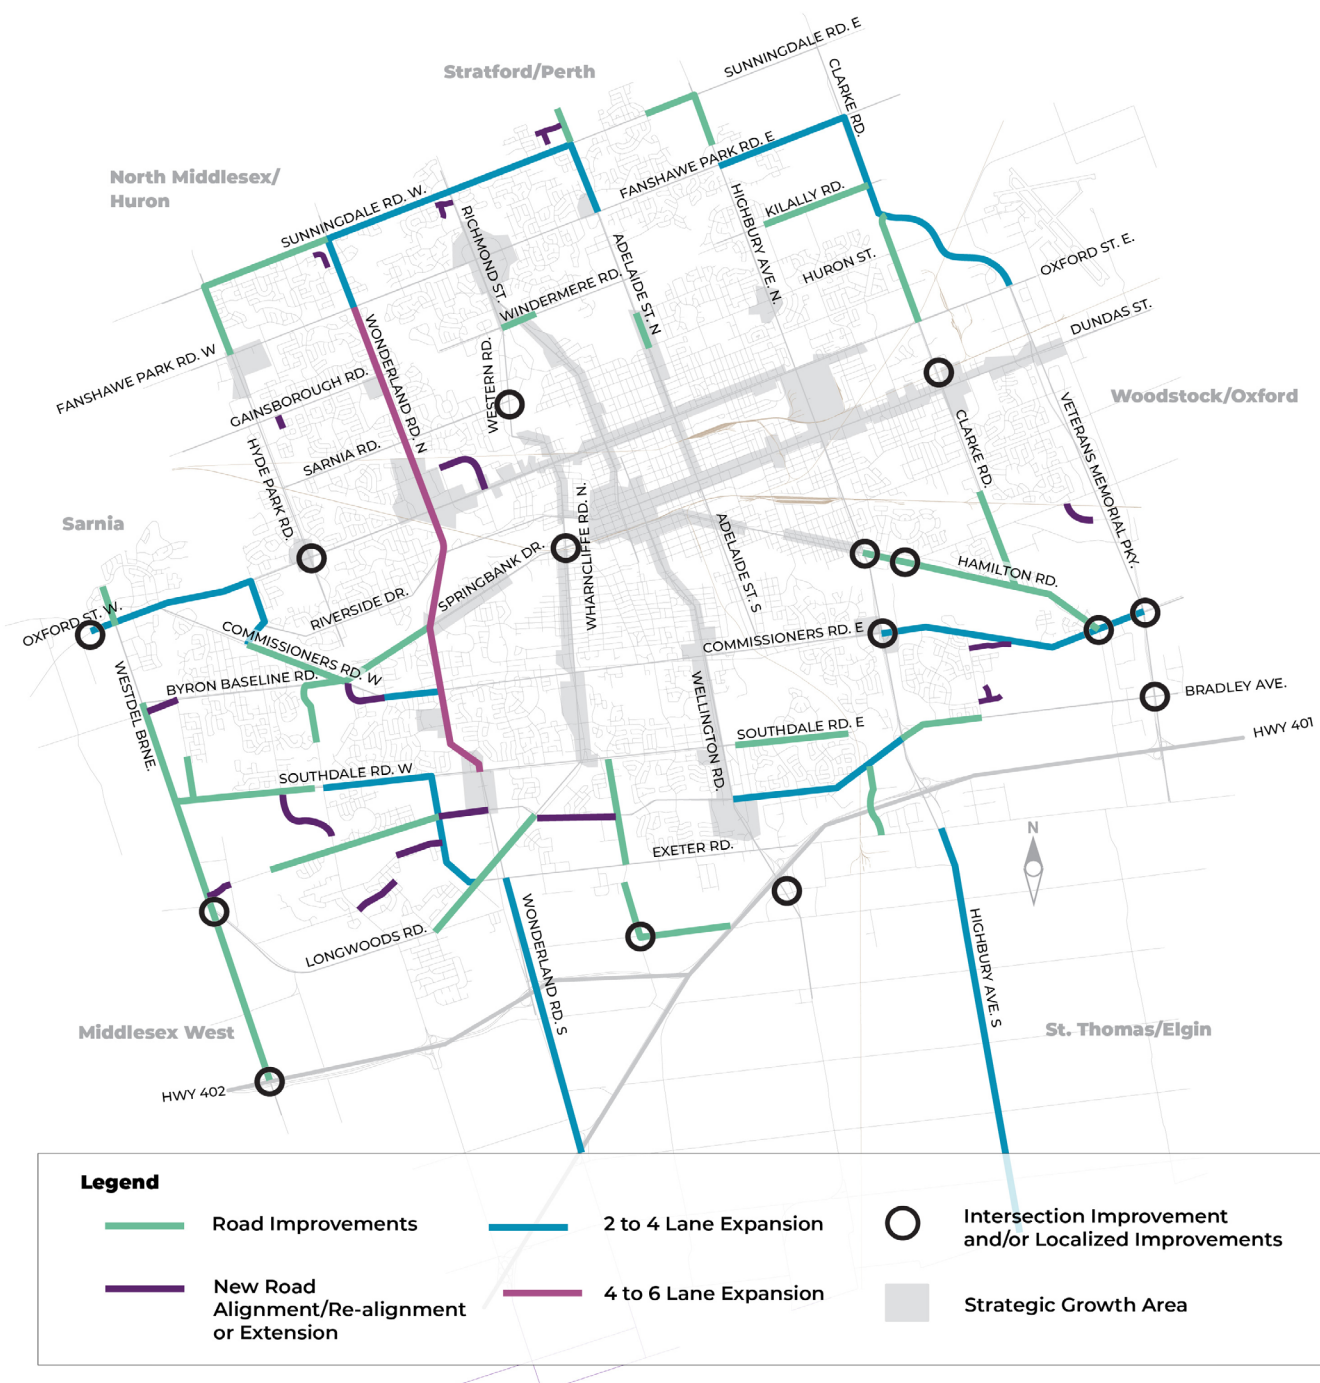 SUNNINGDALE RD. E
Stratford/Perth
CLARKE RD.
FANSHAWE PARK RD. E
North Middlesex/
Huron
SUNNINGDALE RD. W.
RICHMOND ST.
HIGHBURY AVE. N.
KILALLY RD.
ADELAIDE ST. N
HURON ST.
OXFORD ST. E.
WINDERMERE RD.
DUNDAS ST.
FANSHAWE PARK RD. W
WONDERLAND RD. N
WESTERN RD.
GAINSBOROUGH RD.
Woodstock/Oxford
VETERANS MEMORIAL PKY.
CLARKE RD.
HYDE PARK RD.
SARNIA RD.
Sarnia
WHARNCLIFFE RD. N.
ADELAIDE ST. S
SPRINGBANK DR.
HAMILTON RD.
RIVERSIDE DR.
OXFORD ST. W.
COMMISSIONERS RD. W
COMMISSIONERS RD. E
WESTDEL BRNE.
BYRON BASELINE RD.
WELLINGTON RD.
BRADLEY AVE.
SOUTHDALE RD. E
HWY 401
SOUTHDALE RD. W
EXETER RD.
N
LONGWOODS RD.
WONDERLAND RD. S
HIGHBURY AVE. S
Middlesex West
St. Thomas/Elgin
HWY 402
Legend
Road Improvements
2 to 4 Lane Expansion
Intersection Improvement
and/or Localized Improvements
New Road
Alignment/Re-alignment
or Extension
4 to 6 Lane Expansion
Strategic Growth Area